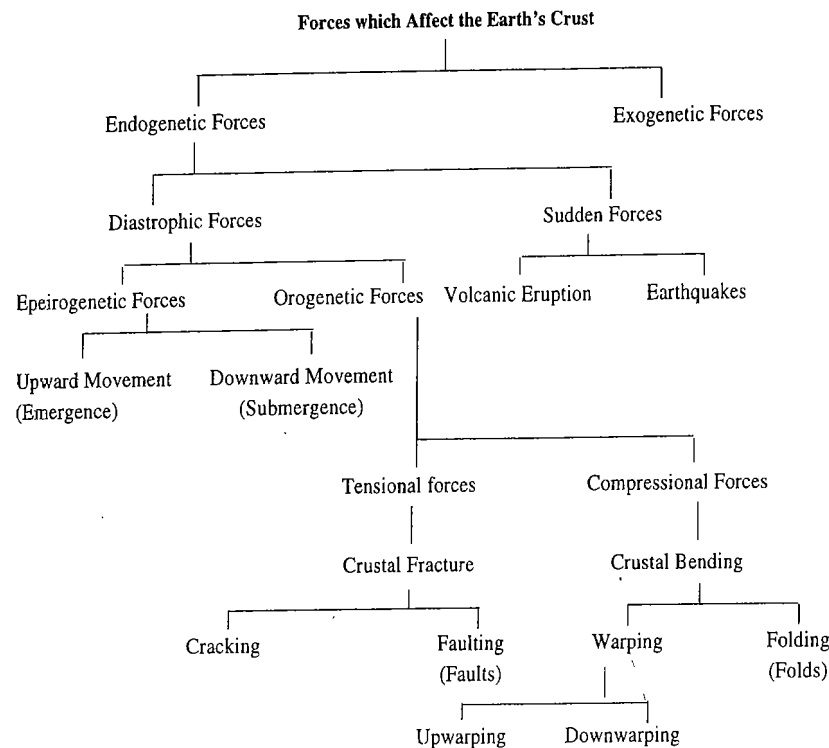 Forces which Affect the Earth's Crust
Endogenetic Forces
Exogenetic Forces
Diastrophic Forces
Sudden Forces
Epeirogenetic Forces
Orogenetic Forces
Volcanic Eruption
Earthquakes
Upward Movement
(Emergence)
Downward Movement
(Submergence)
Tensional forces
Compressional Forces
Crustal Fracture
Crustal Bending
Cracking
Faulting
(Faults)
Warping
Folding
(Folds)
Upwarping
Downwarping